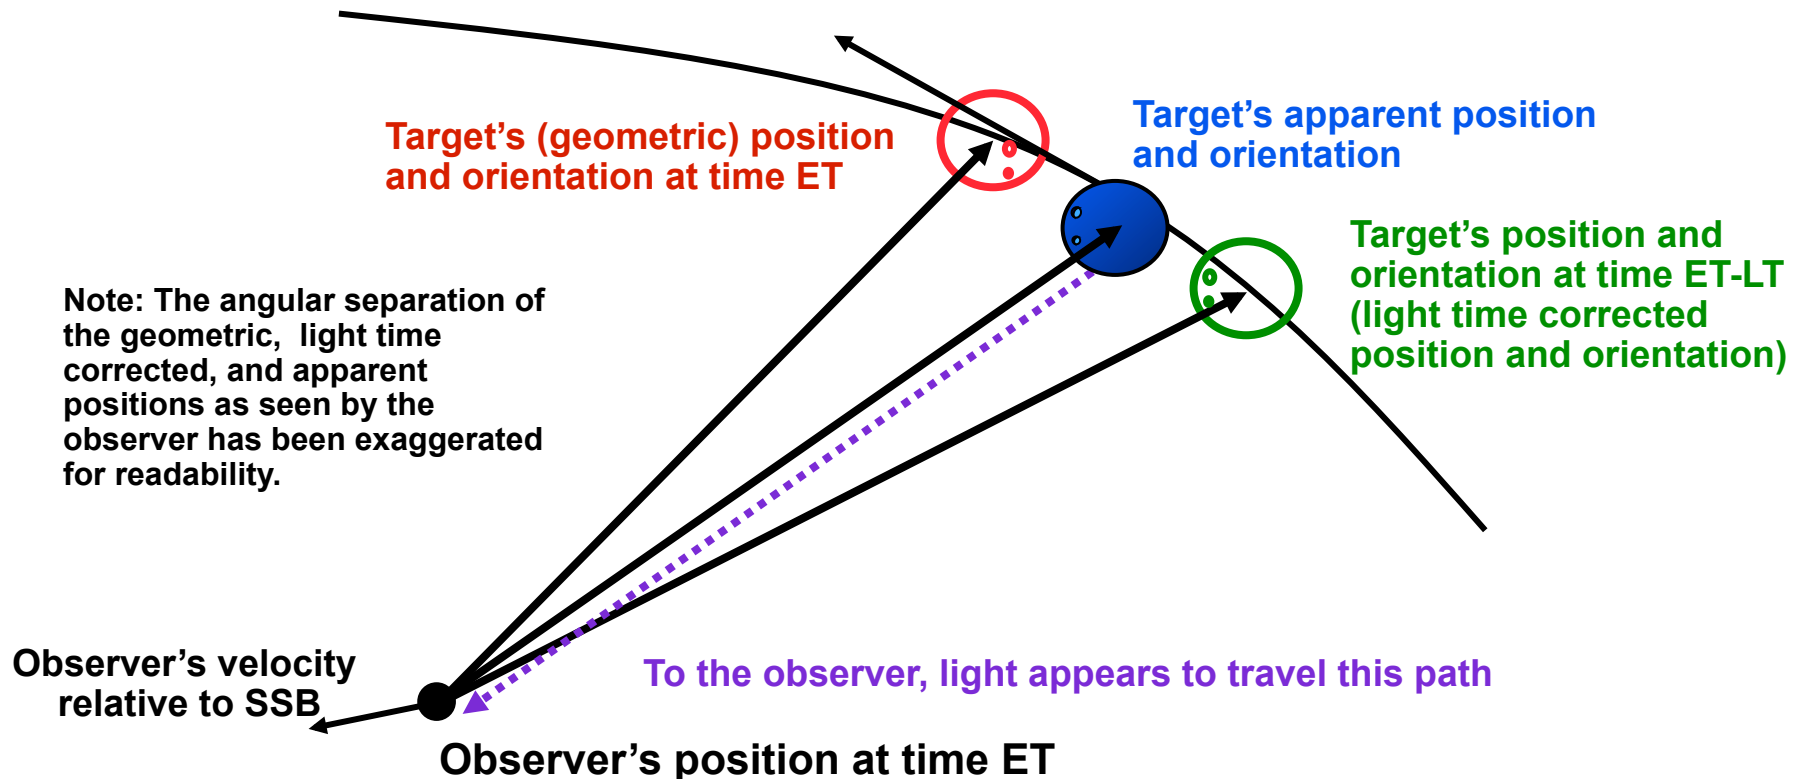 Target’s (geometric) position
and orientation at time ET
Target’s apparent position
and orientation
Target’s position and
orientation at time ET-LT
(light time corrected
position and orientation)
Note: The angular separation of
the geometric,  light time
corrected, and apparent
positions as seen by the
observer has been exaggerated
for readability.
Observer’s velocity
relative to SSB
To the observer, light appears to travel this path
Observer’s position at time ET